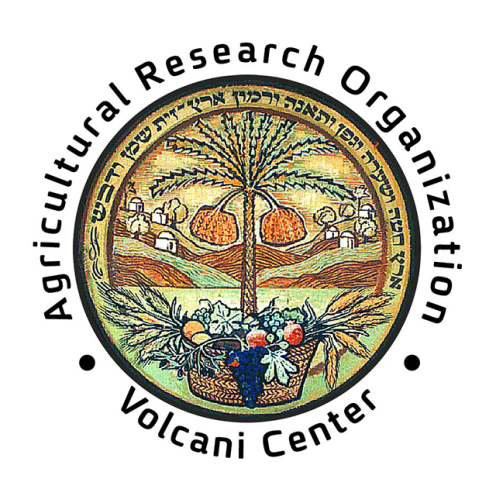 Agricultural Research Organization
ארץ חטה ושערה וגפן ותאנה ורמון ארץ-זית שמן ודבש
Volcani Center